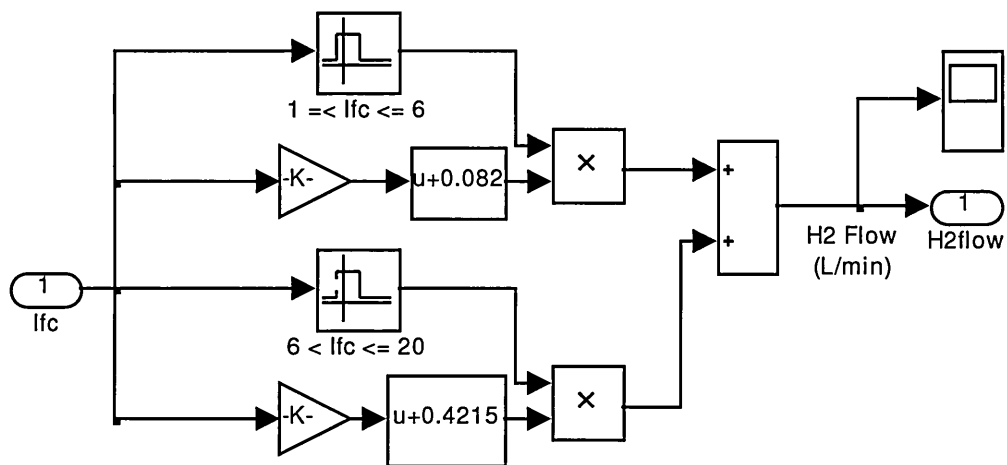 1 =< Ifc <= 6
-K-
u+0.082
×
+
+
1
H2 Flow
(L/min)
H2flow
1
Ifc
6 < Ifc <= 20
-K-
u+0.4215
×